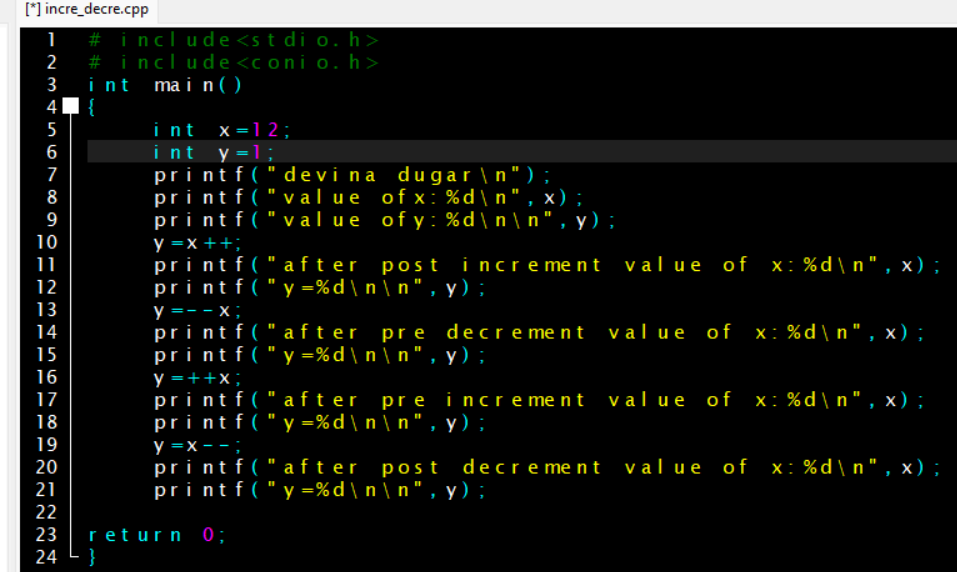 [*] incre_decre.cpp
1 # include<stdio.h>
2 # include<conio.h>
3 int main()
4 {
5 int x=12;
6 int y=1;
7 printf("devina dugar\n");
8 printf("value ofx:%d\n",x);
9 printf("value ofy:%d\n\n",y);
10 y=x++;
11 printf("after post increment value of x:%d\n",x);
12 printf("y=%d\n\n",y);
13 y=--x;
14 printf("after pre decrement value of x:%d\n",x);
15 printf("y=%d\n\n",y);
16 y=++x;
17 printf("after pre increment value of x:%d\n",x);
18 printf("y=%d\n\n",y);
19 y=x--;
20 printf("after post decrement value of x:%d\n",x);
21 printf("y=%d\n\n",y);
22
23 return 0;
24 }